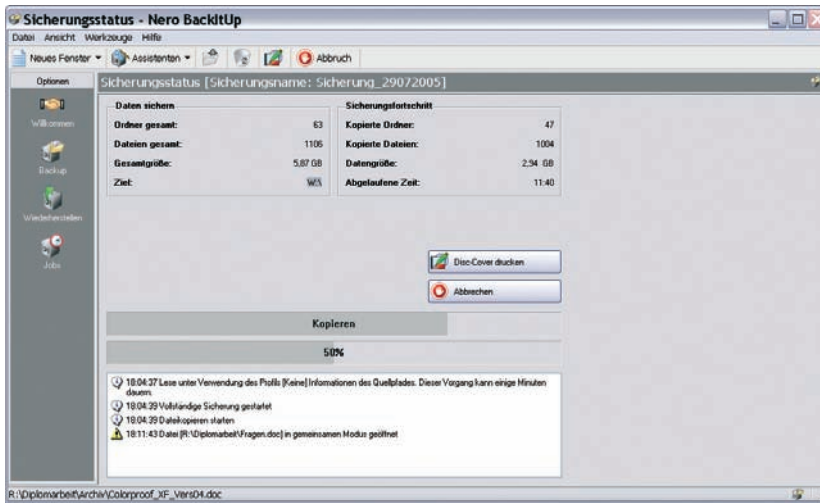 Sicherungsstatus - Nero BackItUp
Datei Ansicht Werkzeuge Hilfe
Neues Fenster Assistenten Abbruch
Optionen
Sicherungsstatus [Sicherungsname: Sicherung_29072005]
Willkommen
Backup
Wiederherstellen
Jobs
Daten sichern
Ordner gesamt: 63
Dateien gesamt: 1106
Gesamtgröße: 5,87 GB
Ziel: W:\
Sicherungsfortschritt
Kopierte Ordner: 47
Kopierte Dateien: 1004
Datengröße: 2,94 GB
Abgelaufene Zeit: 11:40
Disc-Cover drucken
Abbrechen
Kopieren
50%
18:04:37 Lese unter Verwendung des Profils [Keine] Informationen des Quellpfades. Dieser Vorgang kann einige Minuten
dauern.
18:04:39 Vollständige Sicherung gestartet
18:04:39 Dateikopieren starten
18:11:43 Datei [R:\Diplomarbeit\Fragen.doc] in gemeinsamen Modus geöffnet
R:\Diplomarbeit\Archiv\Colorproof_XF_Vers04.doc